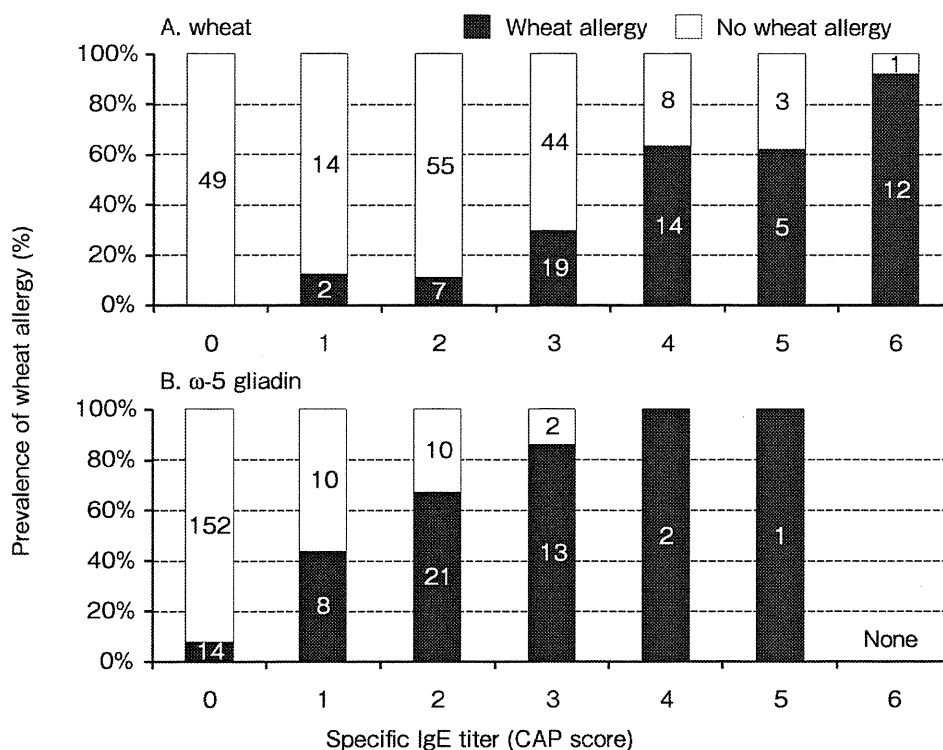 A. wheat
Wheat allergy No wheat allergy
Prevalence of wheat allergy (%)
100%
80%
60%
40%
20%
0%
49 14 55 44 8 3 1
2 7 19 14 5 12
0 1 2 3 4 5 6
B. ω-5 gliadin
100%
80%
60%
40%
20%
0%
152 10 10 2
14 8 21 13 2 1
None
0 1 2 3 4 5 6
Specific IgE titer (CAP score)